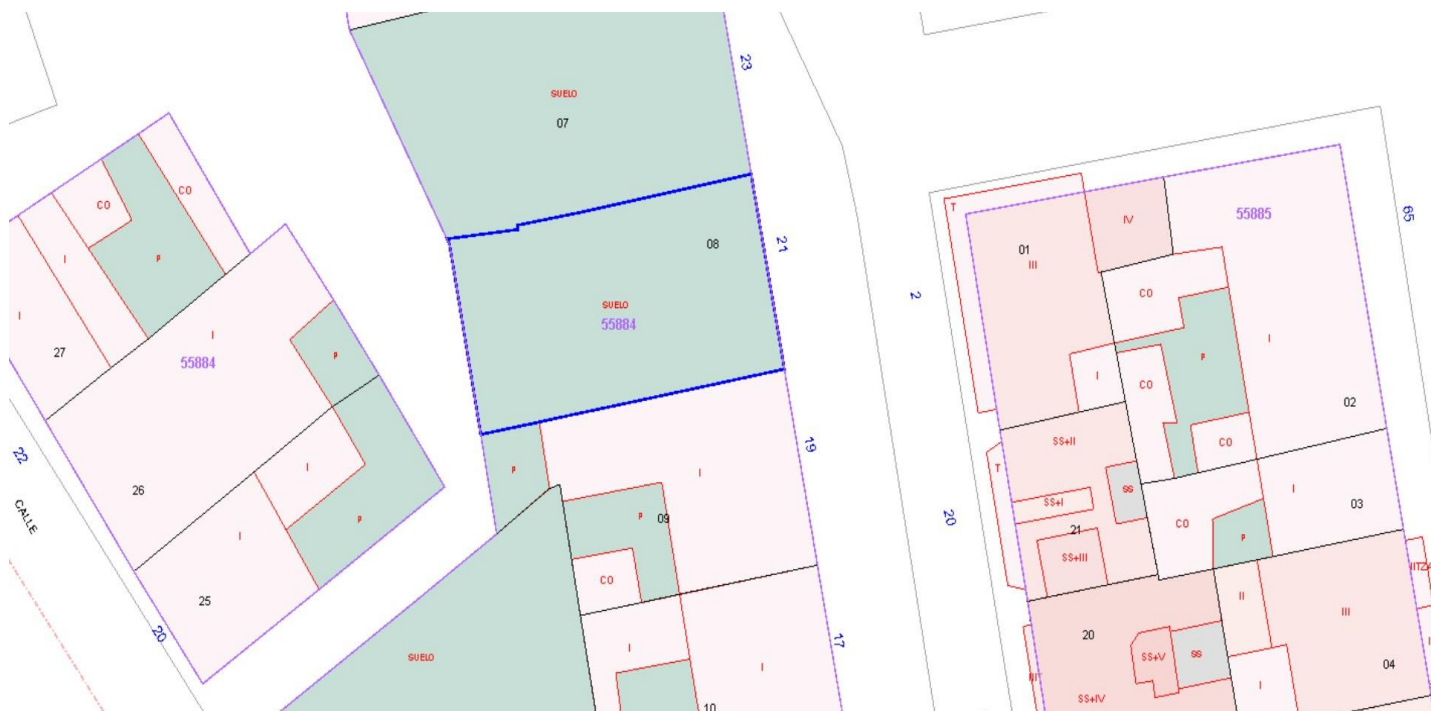 23
SUELO
07
CO
CO
I
P
I
27
I
55884
P
22
26
CALLE
I
I
P
25
20
08
21
SUELO
55884
P
I
19
P
09
CO
SUELO
I
I
17
10
T
IV
01
III
55885
65
2
CO
P
I
I
CO
02
CO
SS+II
T
SS
SS+I
21
SS+III
20
CO
I
03
P
20
II
III
SS+V
SS
04
SS+IV
I